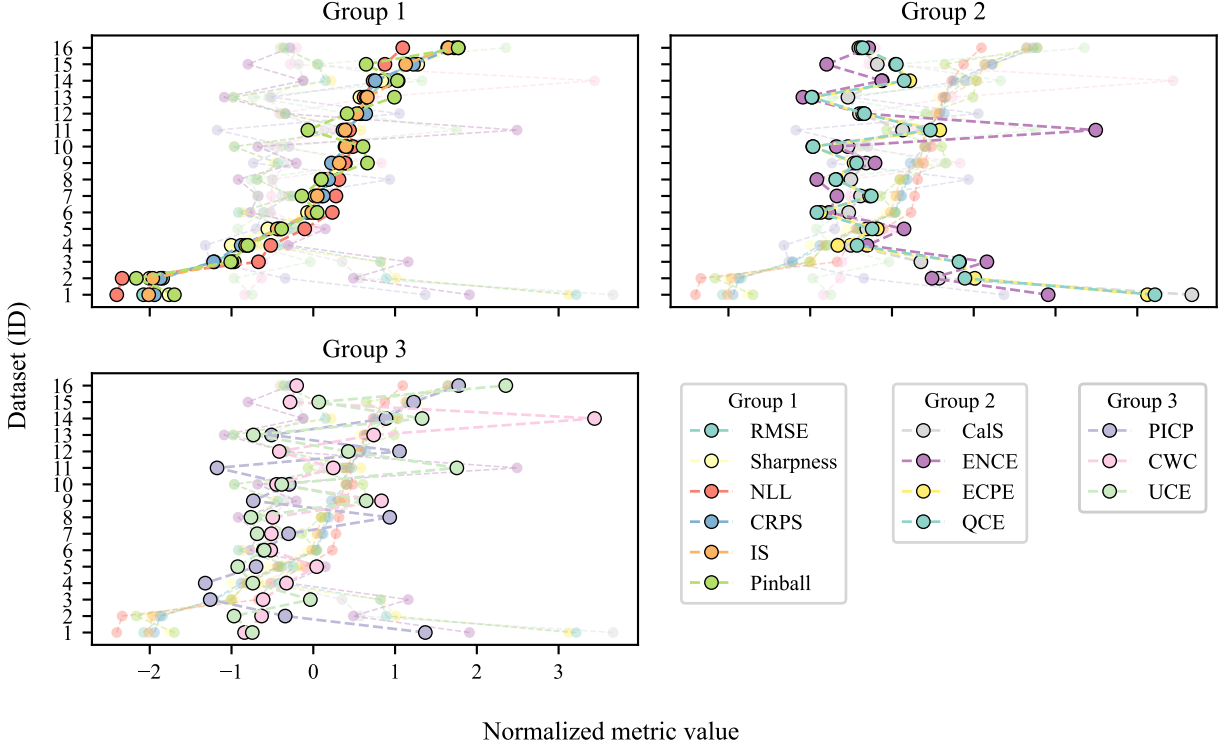 Group 1
Group 2
16
15
14
13
12
11
10
9
8
7
6
5
4
3
2
1
Dataset (ID)
Group 3
16
15
14
13
12
11
10
9
8
7
6
5
4
3
2
1
−2
−1
0
1
2
3
Normalized metric value
Group 1
RMSE
Sharpness
NLL
CRPS
IS
Pinball
Group 2
CalS
ENCE
ECPE
QCE
Group 3
PICP
CWC
UCE